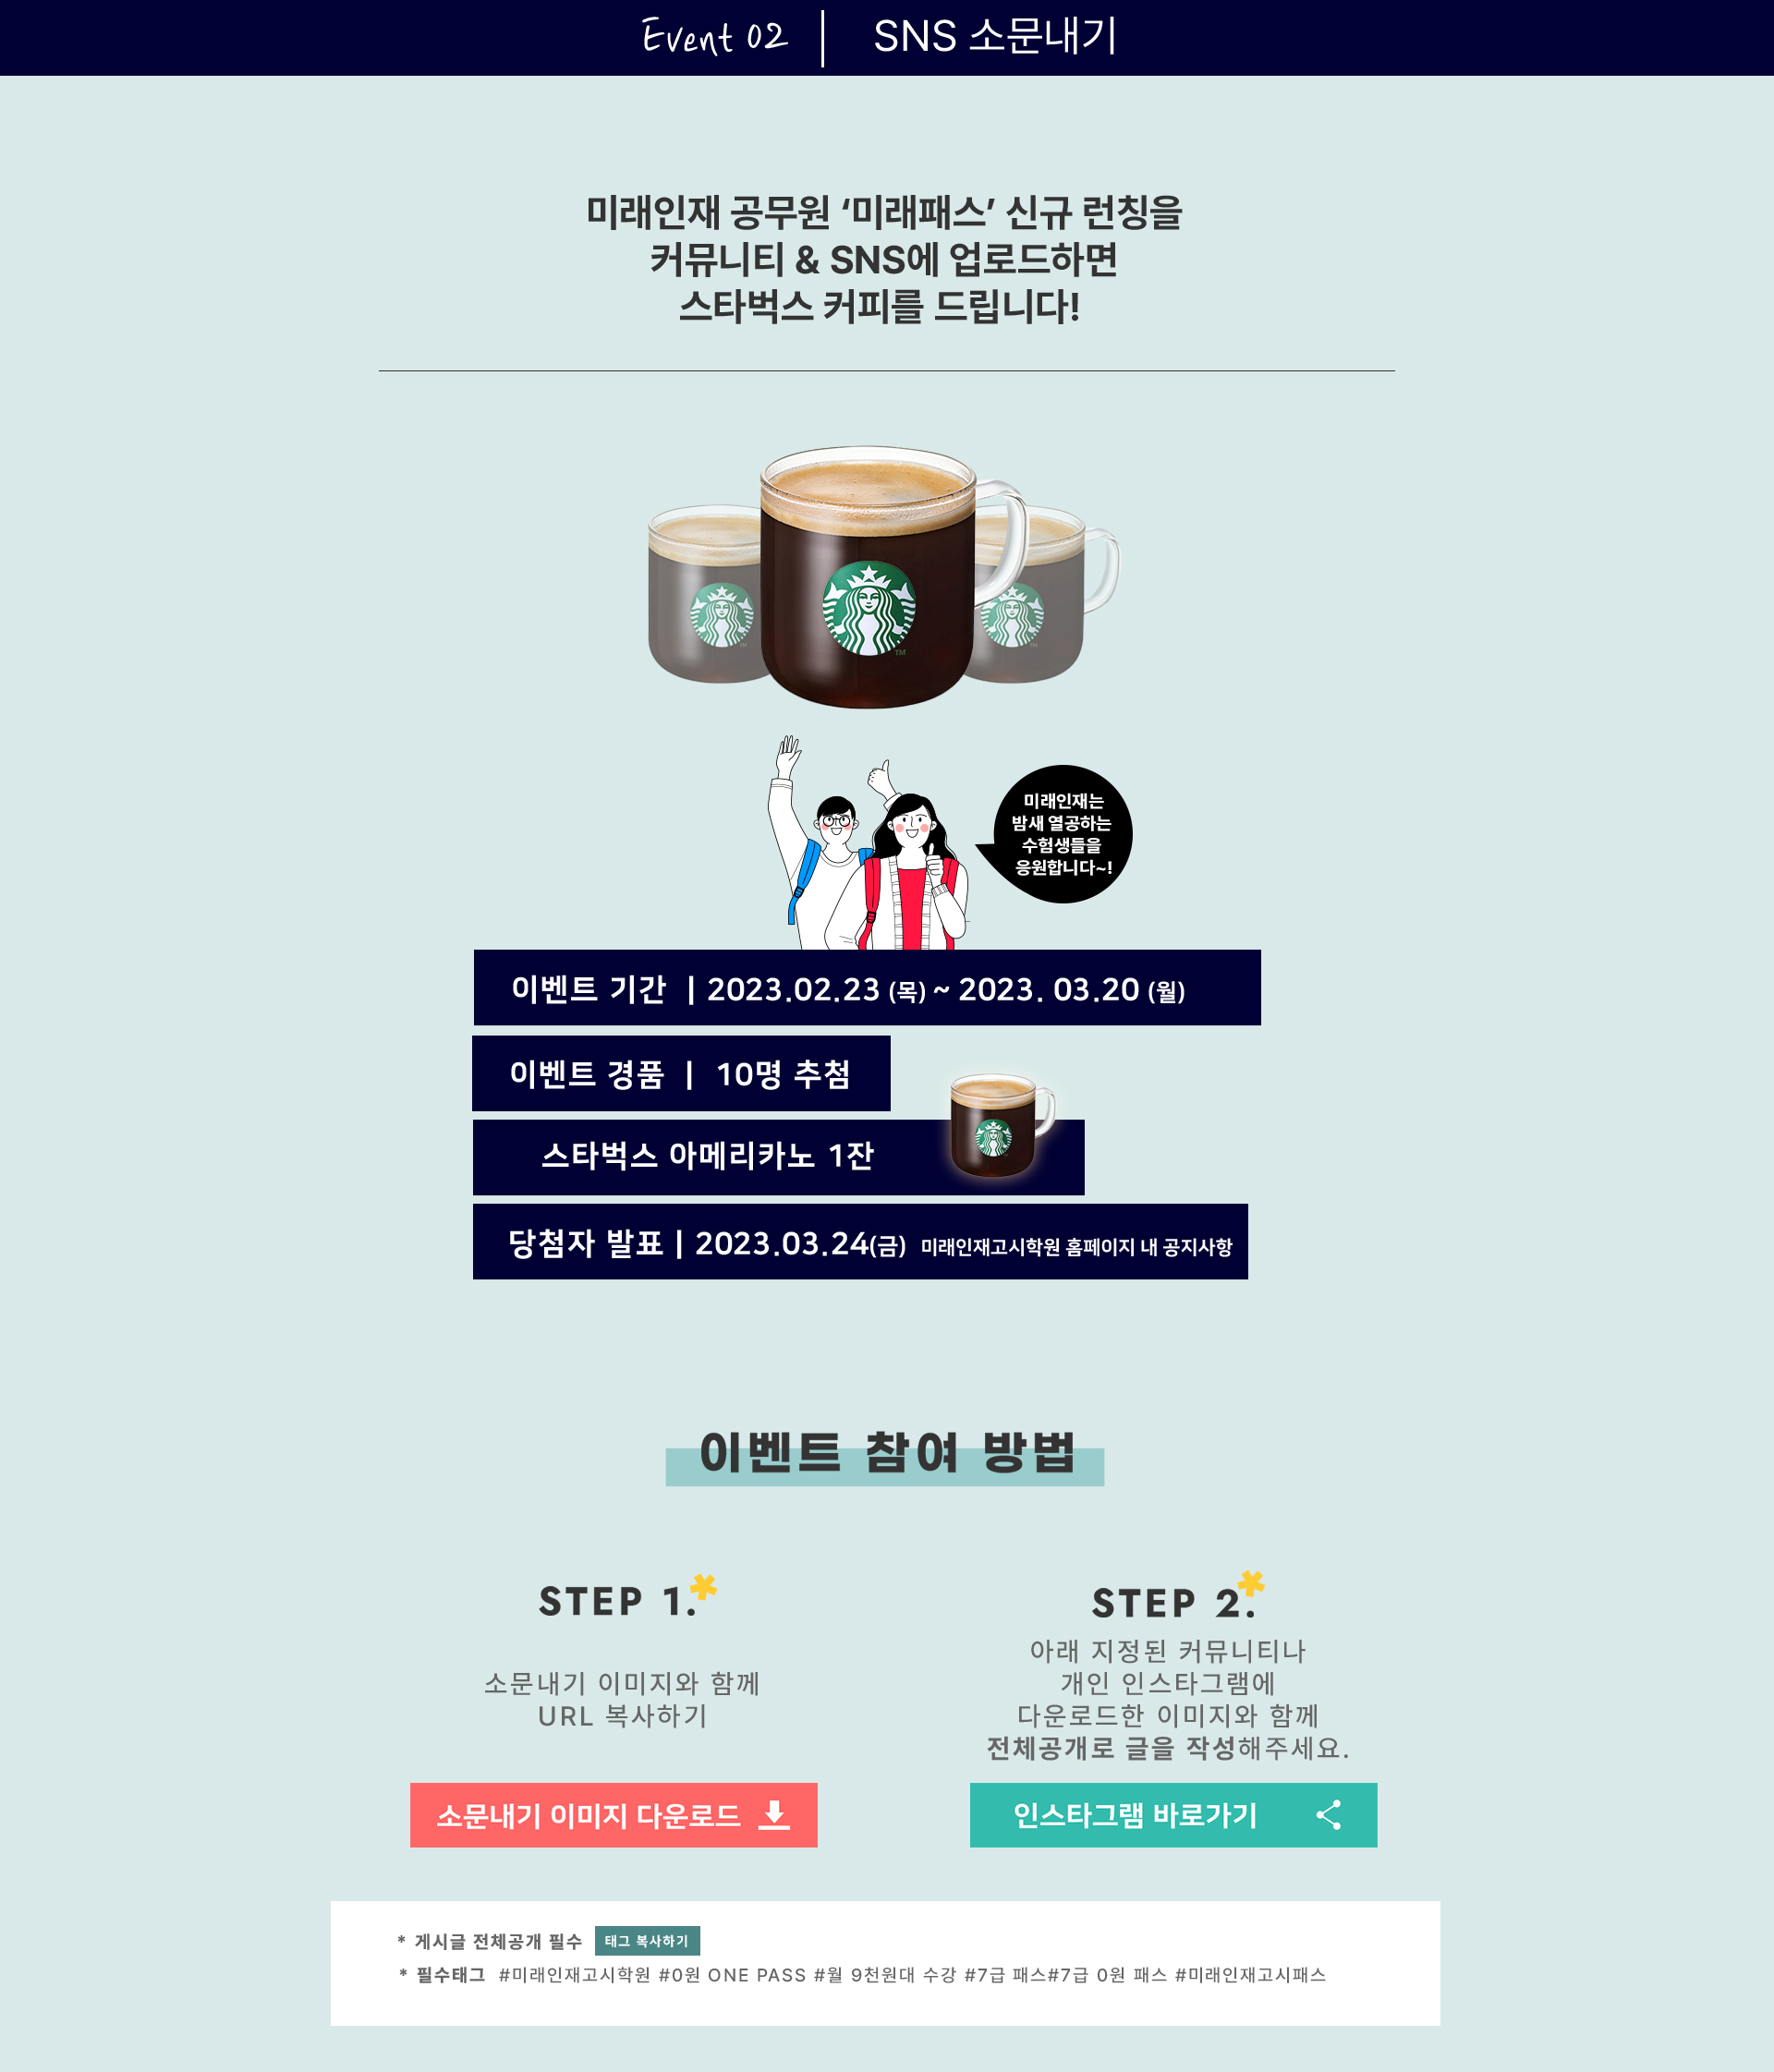 Event 02 | SNS 소문내기
미래인재 공무원 ‘미래패스’ 신규 런칭을
커뮤니티 & SNS에 업로드하면
스타벅스 커피를 드립니다!
TM
TM
TM
미래인재는
밤새 열공하는
수험생들을
응원합니다~!
이벤트 기간 | 2023.02.23 (목) ~ 2023. 03.20 (월)
이벤트 경품 | 10명 추첨
스타벅스 아메리카노 1잔
당첨자 발표 | 2023.03.24(금) 미래인재고시학원 홈페이지 내 공지사항
이벤트 참여 방법
STEP 1.
소문내기 이미지와 함께
URL 복사하기
소문내기 이미지 다운로드
STEP 2.
아래 지정된 커뮤니티나
개인 인스타그램에
다운로드한 이미지와 함께
전체공개로 글을 작성해주세요.
인스타그램 바로가기
* 게시글 전체공개 필수 태그 복사하기
* 필수태그 #미래인재고시학원 #0원 ONE PASS #월 9천원대 수강 #7급 패스#7급 0원 패스 #미래인재고시패스